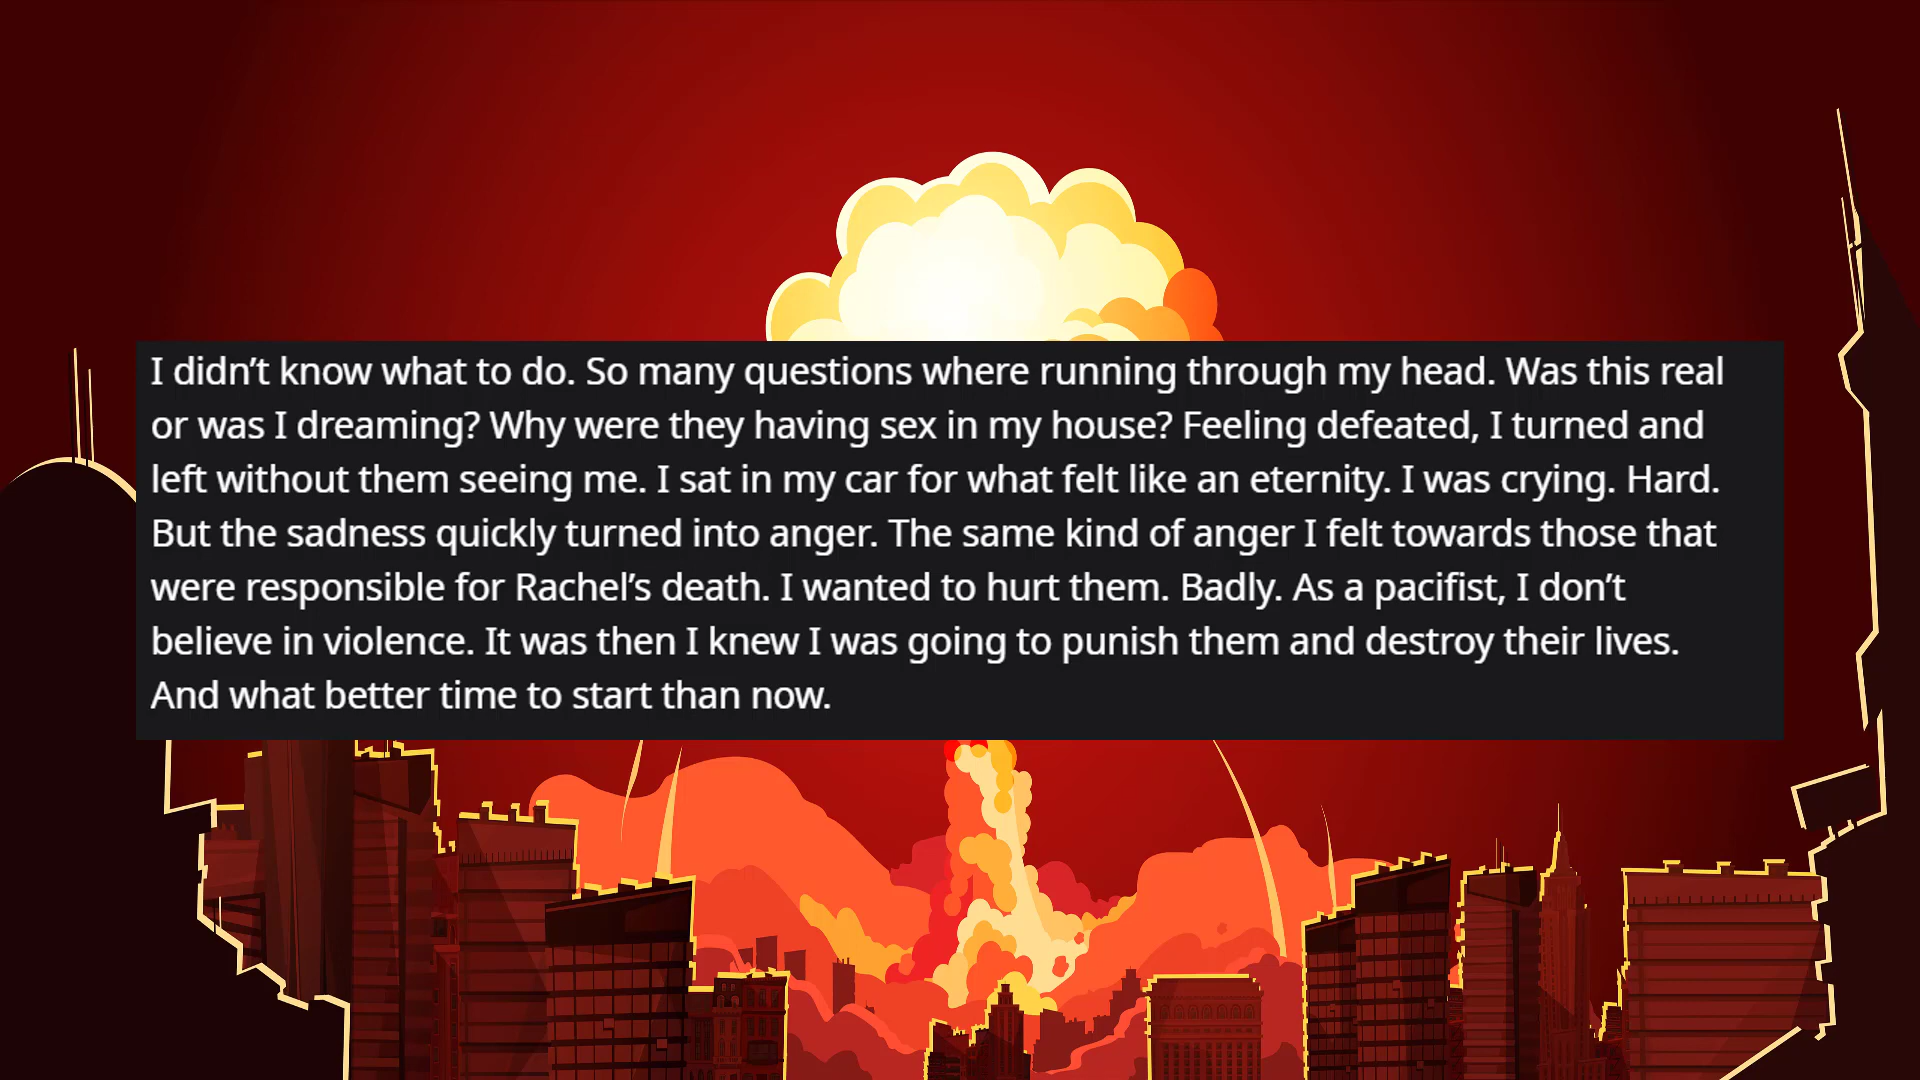 I didn’t know what to do. So many questions where running through my head. Was this real
or was I dreaming? Why were they having sex in my house? Feeling defeated, I turned and
left without them seeing me. I sat in my car for what felt like an eternity. I was crying. Hard.
But the sadness quickly turned into anger. The same kind of anger I felt towards those that
were responsible for Rachel’s death. I wanted to hurt them. Badly. As a pacifist, I don’t
believe in violence. It was then I knew I was going to punish them and destroy their lives.
And what better time to start than now.